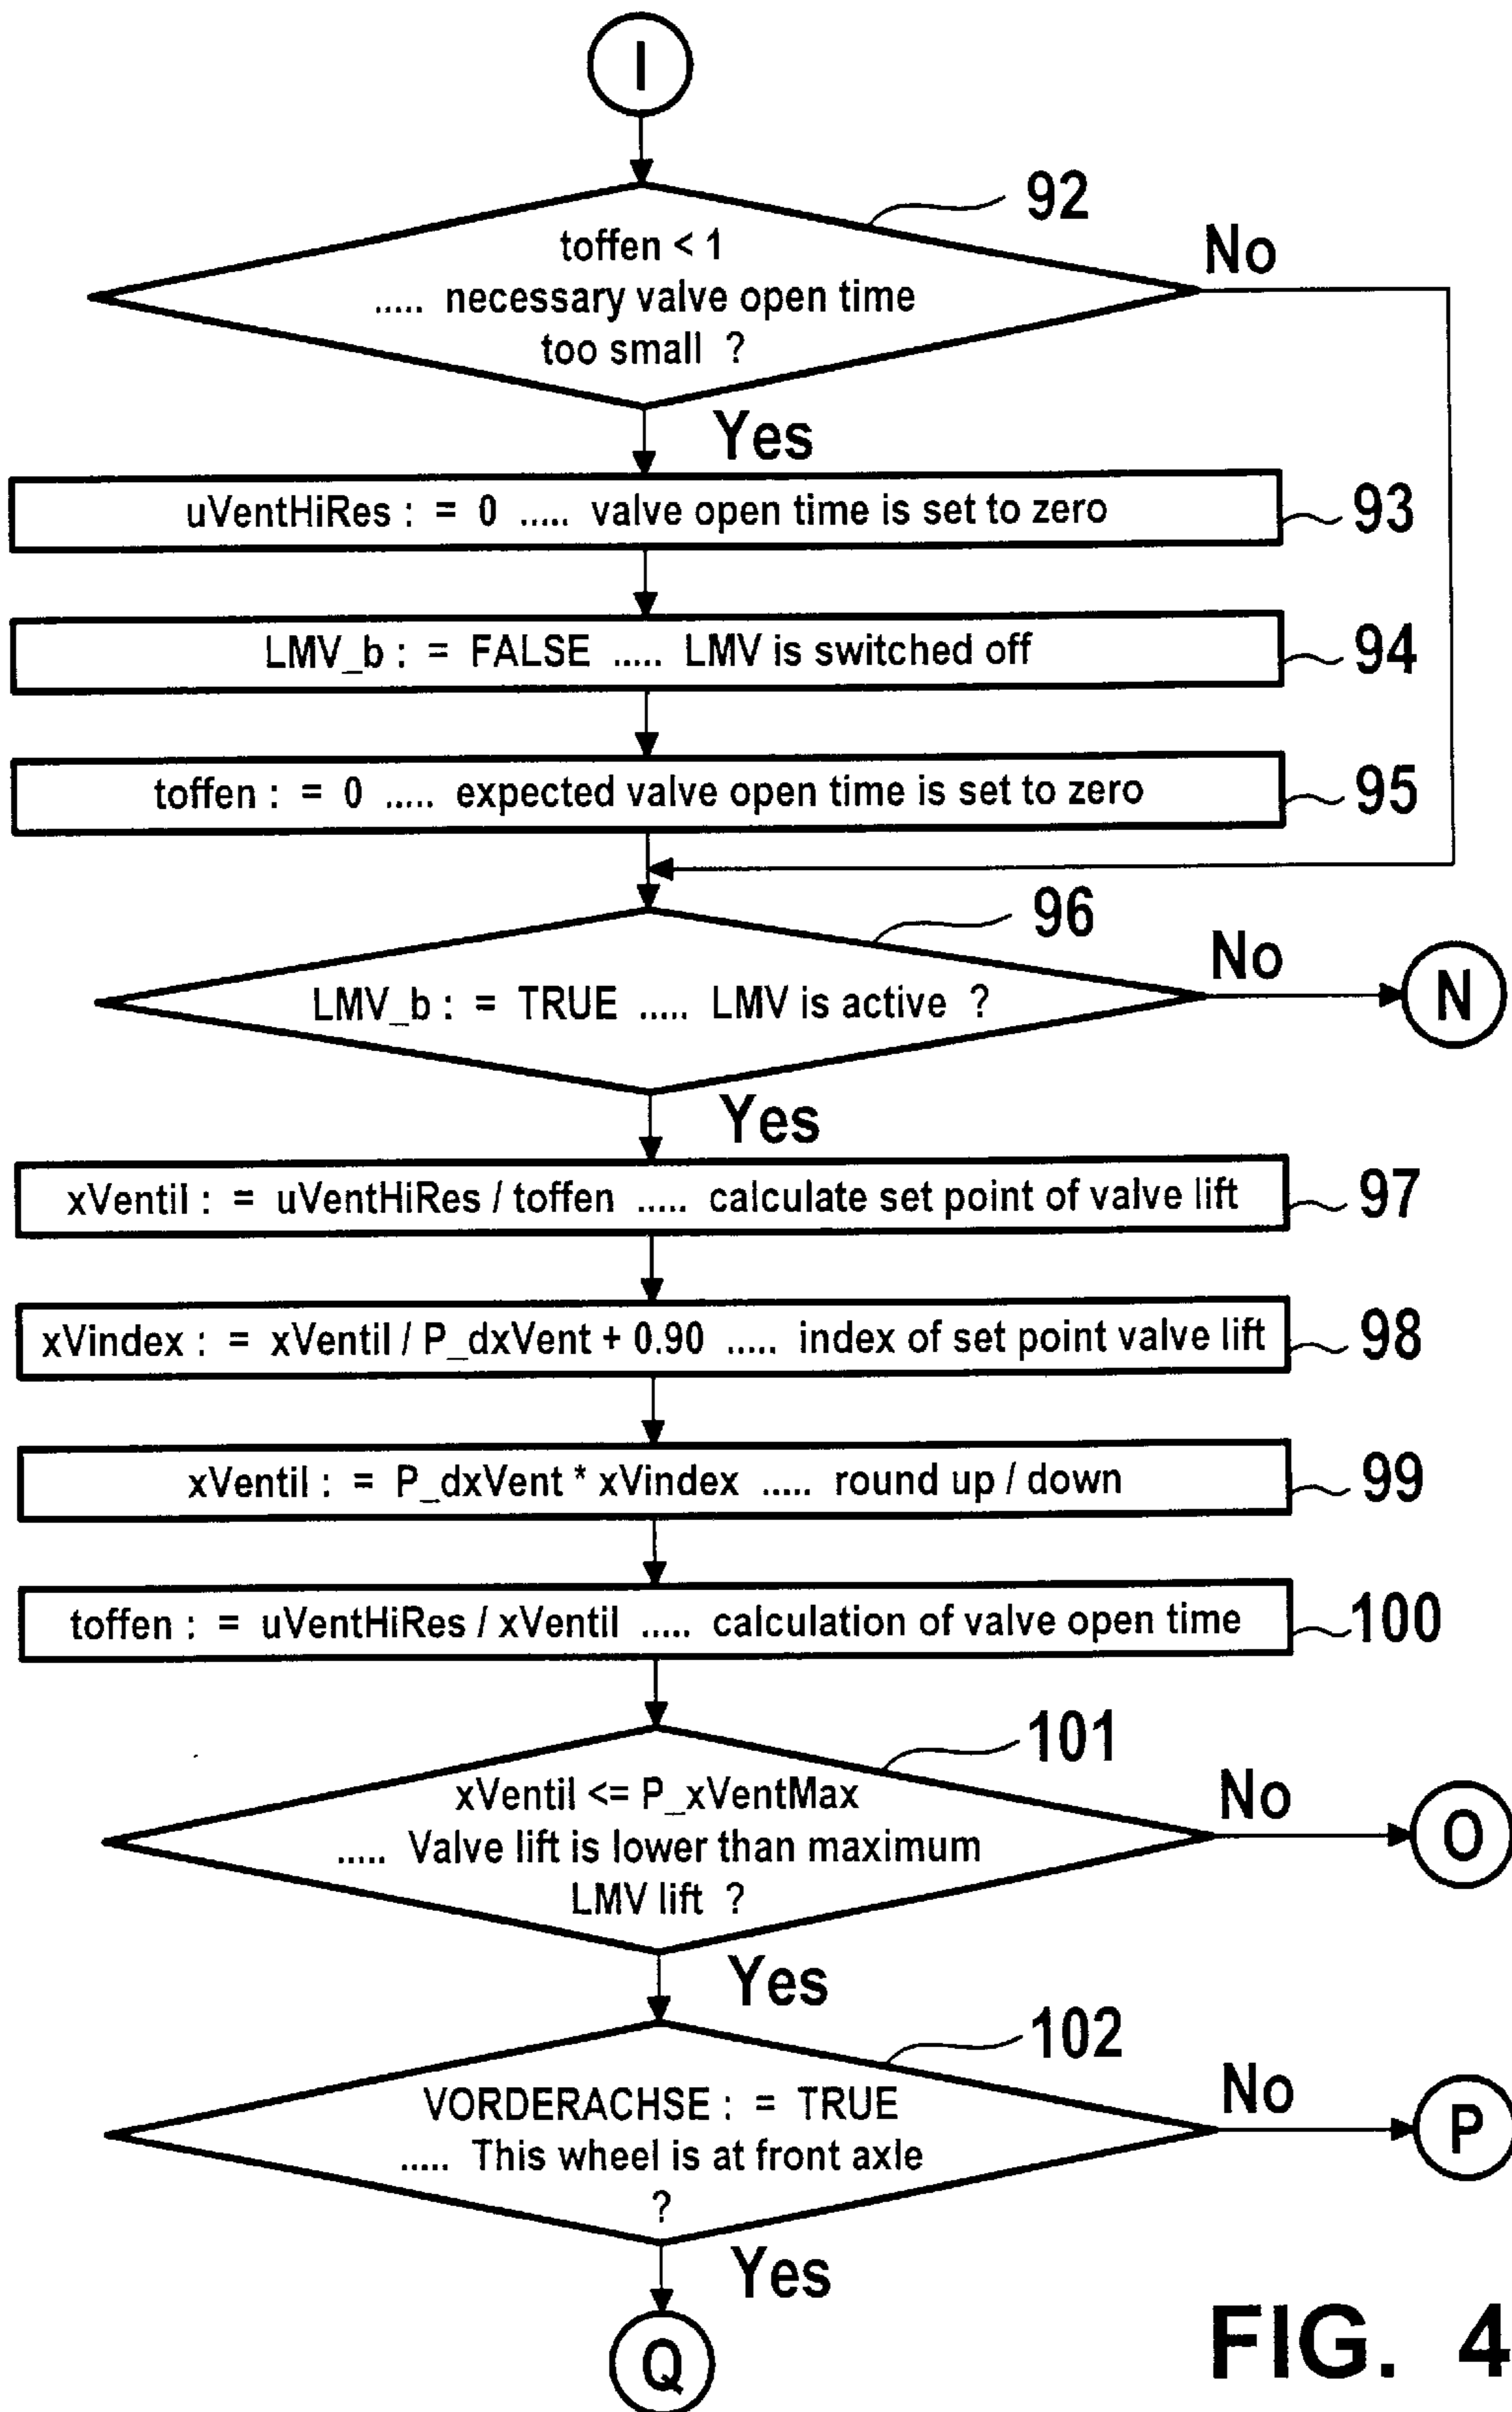 I
92
toffen < 1
..... necessary valve open time
too small ?
No
Yes
uVentHiRes : = 0 ..... valve open time is set to zero
93
LMV_b : = FALSE ..... LMV is switched off
94
toffen : = 0 ..... expected valve open time is set to zero
95
96
LMV_b : = TRUE ..... LMV is active ?
No
N
Yes
xVentil : = uVentHiRes / toffen ..... calculate set point of valve lift
97
xVindex : = xVentil / P_dxVent + 0.90 ..... index of set point valve lift
98
xVentil : = P_dxVent * xVindex ..... round up / down
99
toffen : = uVentHiRes / xVentil ..... calculation of valve open time
100
101
xVentil <= P_xVentMax
..... Valve lift is lower than maximum
LMV lift ?
No
O
Yes
102
VORDERACHSE : = TRUE
..... This wheel is at front axle
?
No
P
Yes
Q
FIG. 4